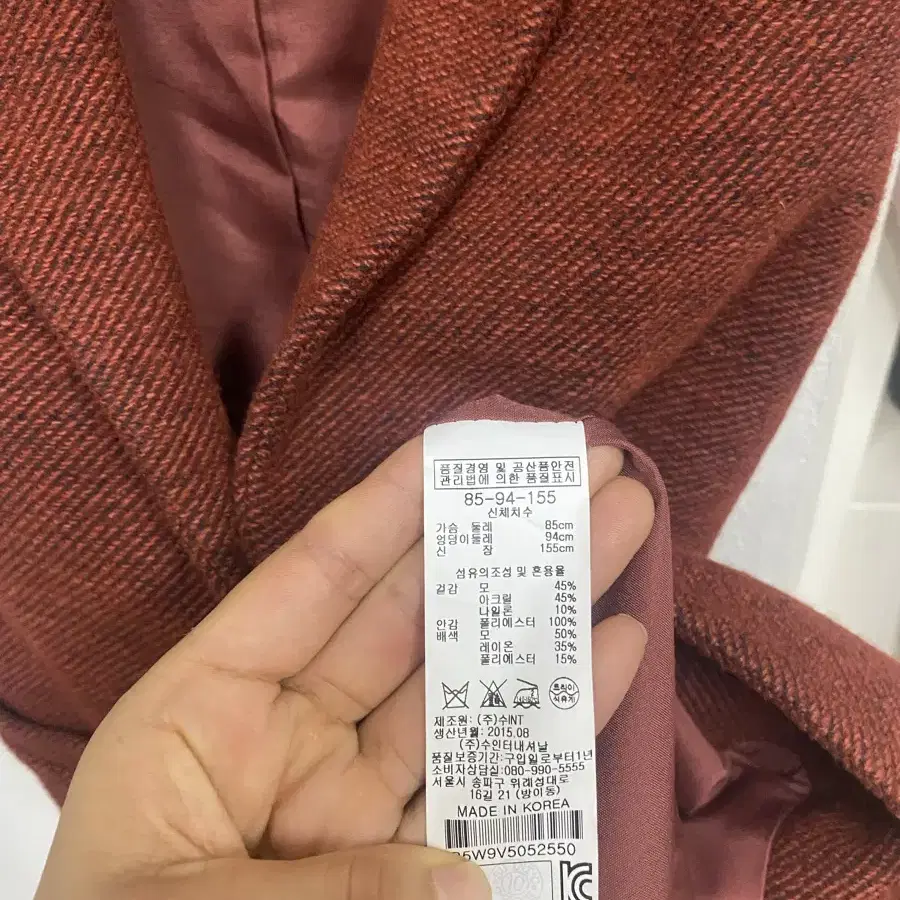 품질경영 및 공산품안전
관리법에 의한 품질표시
85-94-155
신체치수
가슴 둘레 85cm
엉덩이둘레 94cm
신 장 155cm
섬유의조성 및 혼용율
겉감 모 45%
아크릴 45%
나일론 10%
안감 폴리에스터 100%
배색 모 50%
레이온 35%
폴리에스터 15%
드라이
제조원: (주)수INT
생산년월: 2015.08
(주)수인터내셔날
품질보증기간:구입일로부터1년
소비자상담실:080-990-5555
서울시 송파구 위례성대로
16길 21 (방이동)
MADE IN KOREA
5W9V5052550